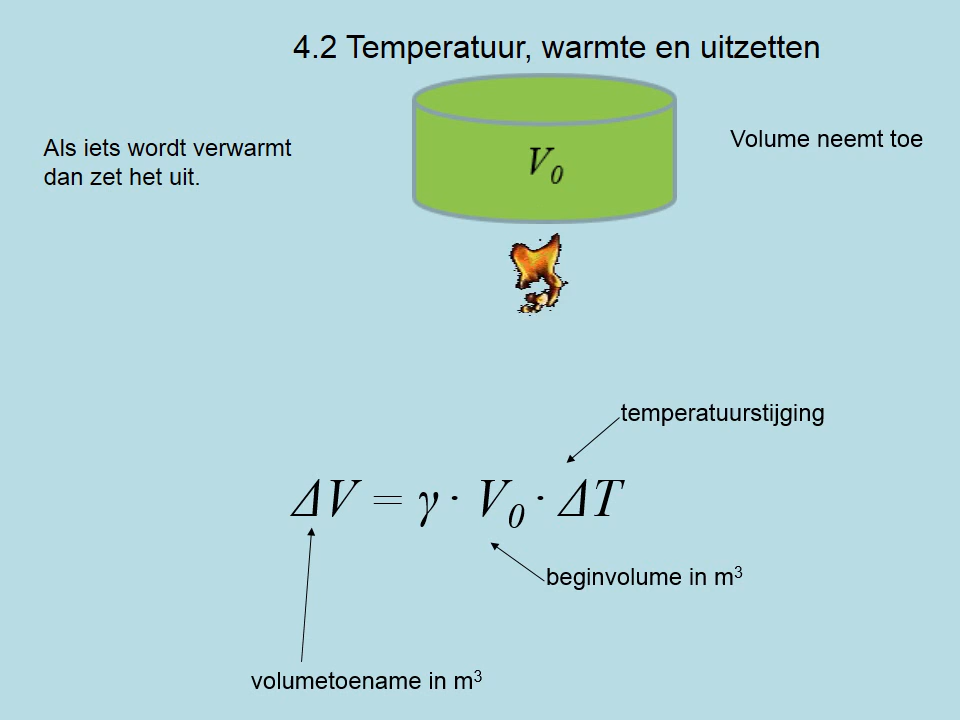 4.2 Temperatuur, warmte en uitzetten
Als iets wordt verwarmt
dan zet het uit.
V₀
Volume neemt toe
temperatuurstijging
ΔV = γ · V₀ · ΔT
beginvolume in m³
volumetoename in m³